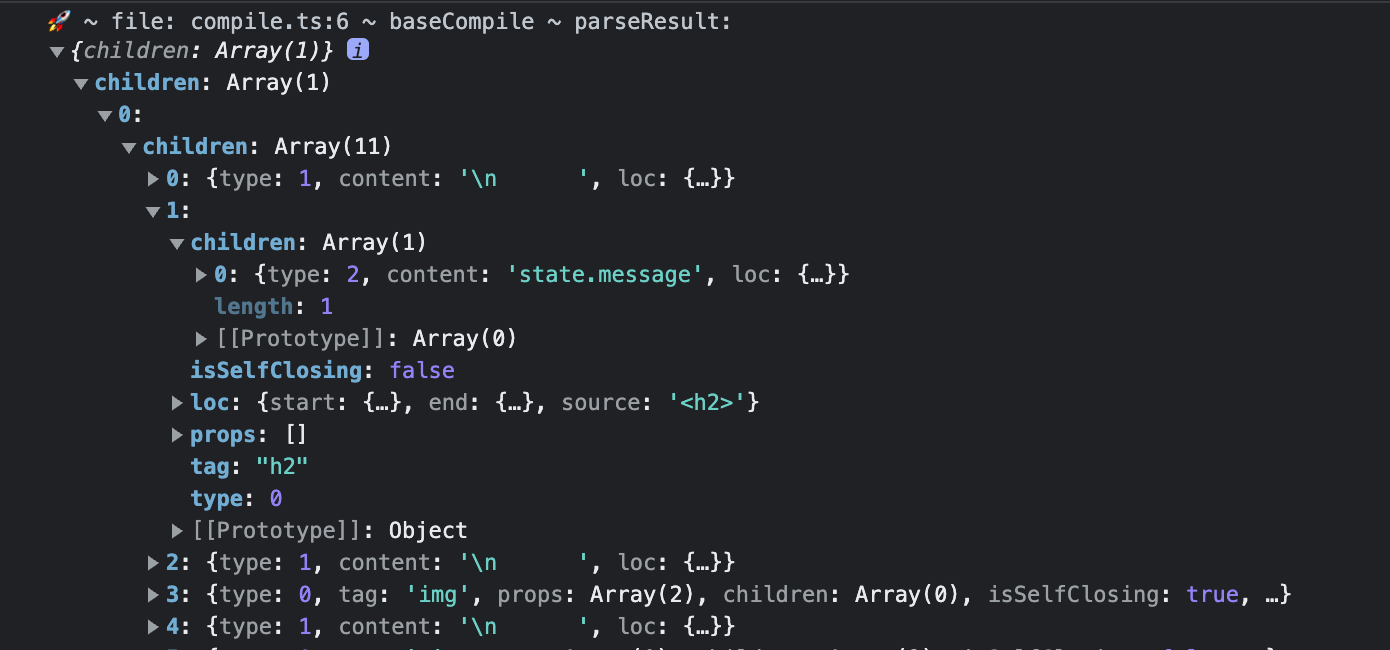 🚀 ~ file: compile.ts:6 ~ baseCompile ~ parseResult:
▼{children: Array(1)} i
▼children: Array(1)
▼0:
▼children: Array(11)
▶0: {type: 1, content: '\n      ', loc: {…}}
▼1:
▼children: Array(1)
▶0: {type: 2, content: 'state.message', loc: {…}}
length: 1
▶[[Prototype]]: Array(0)
isSelfClosing: false
▶loc: {start: {…}, end: {…}, source: '<h2>'}
▶props: []
tag: "h2"
type: 0
▶[[Prototype]]: Object
▶2: {type: 1, content: '\n      ', loc: {…}}
▶3: {type: 0, tag: 'img', props: Array(2), children: Array(0), isSelfClosing: true, …}
▶4: {type: 1, content: '\n      ', loc: {…}}